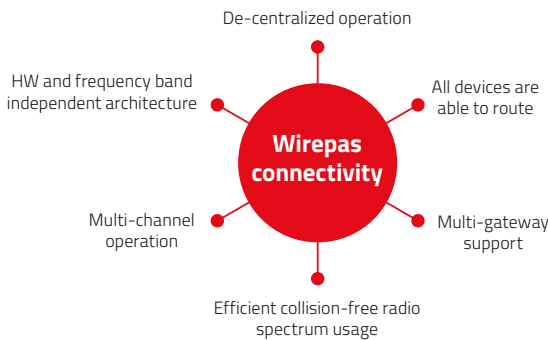 De-centralized operation
HW and frequency band
independent architecture
All devices are
able to route
Wirepas
connectivity
Multi-channel
operation
Multi-gateway
support
Efficient collision-free radio
spectrum usage